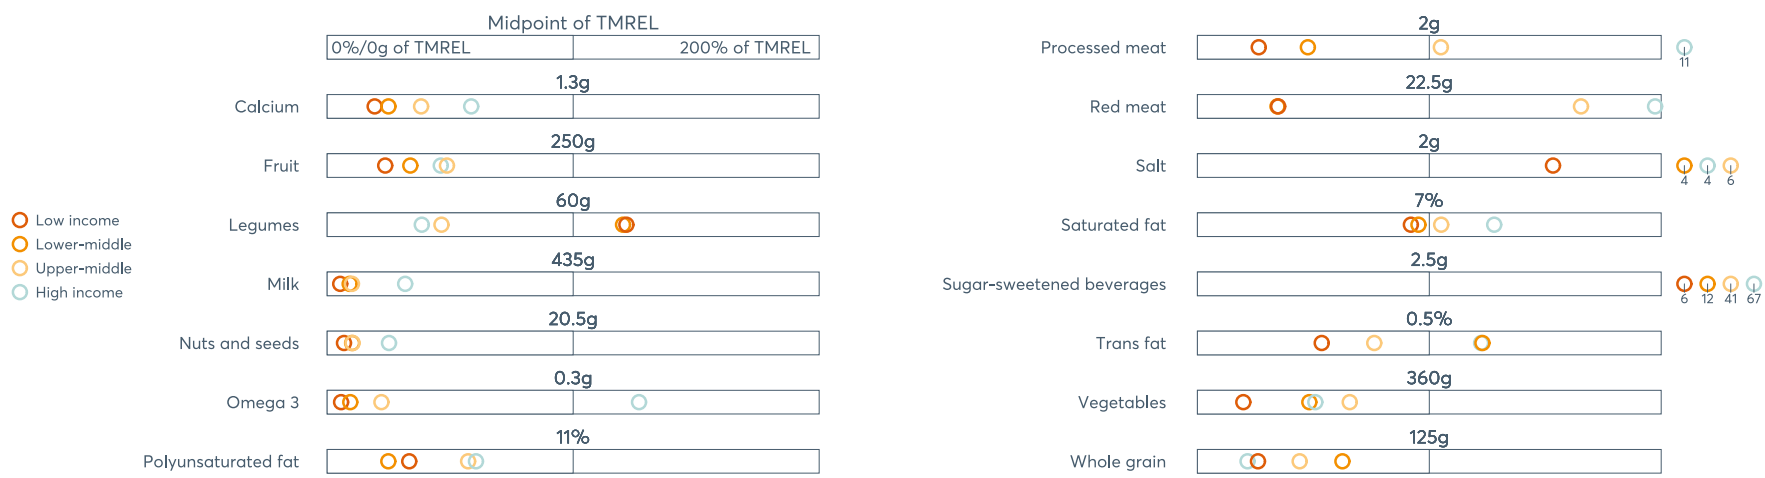 Midpoint of TMREL
0%/0g of TMREL 200% of TMREL
1.3g
Calcium
250g
Fruit
60g
Legumes
435g
Milk
20.5g
Nuts and seeds
0.3g
Omega 3
11%
Polyunsaturated fat
Low income
Lower-middle
Upper-middle
High income
2g
Processed meat
11
22.5g
Red meat
2g
Salt
4 4 6
7%
Saturated fat
2.5g
Sugar-sweetened beverages
6 12 41 67
0.5%
Trans fat
360g
Vegetables
125g
Whole grain